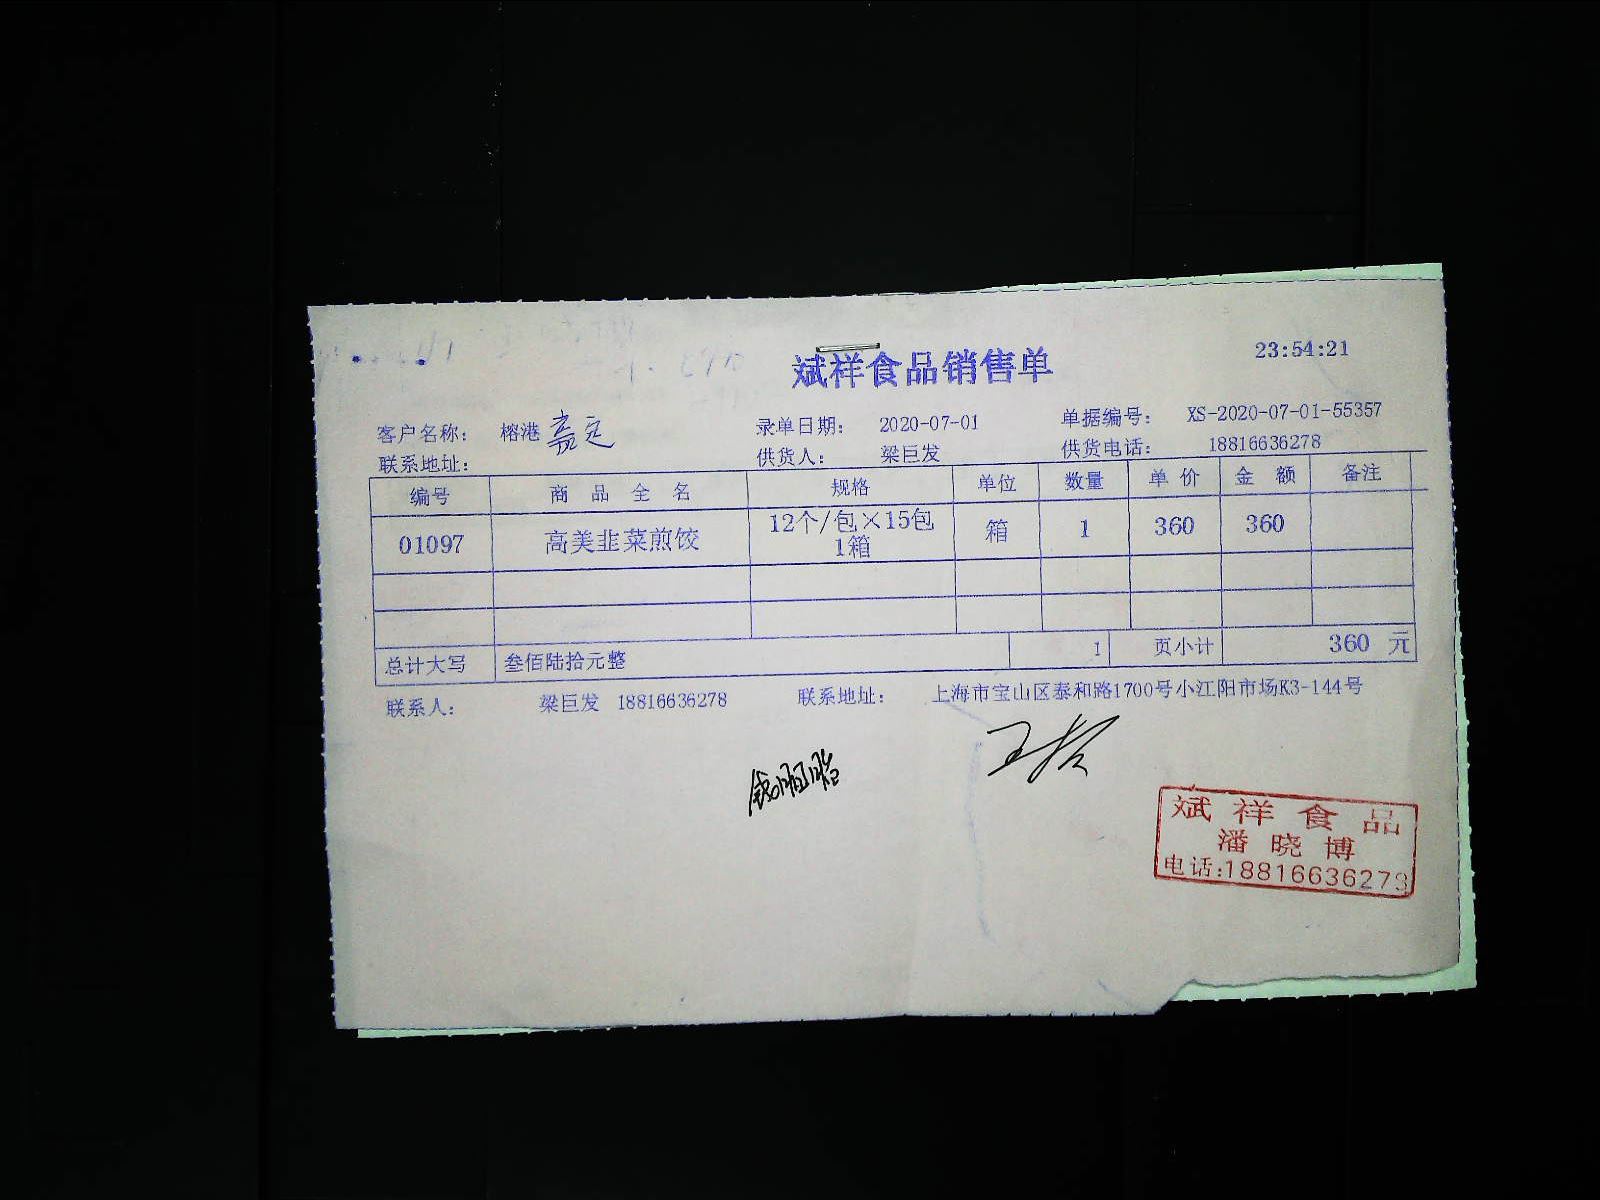 23:54:21
斌祥食品销售单
客户名称： 榕港 嘉定 录单日期： 2020-07-01 单据编号： XS-2020-07-01-55357
联系地址： 供货人： 梁巨发 供货电话： 18816636278
编号 商 品 全 名 规格 单位 数量 单 价 金 额 备注
01097 高美韭菜煎饺 12个/包×15包 箱 1 360 360
1箱
总计大写 叁佰陆拾元整 1 页小计 360 元
联系人： 梁巨发 18816636278 联系地址： 上海市宝山区泰和路1700号小江阳市场K3-144号
斌 祥 食 品
潘 晓 博
电话:18816636278